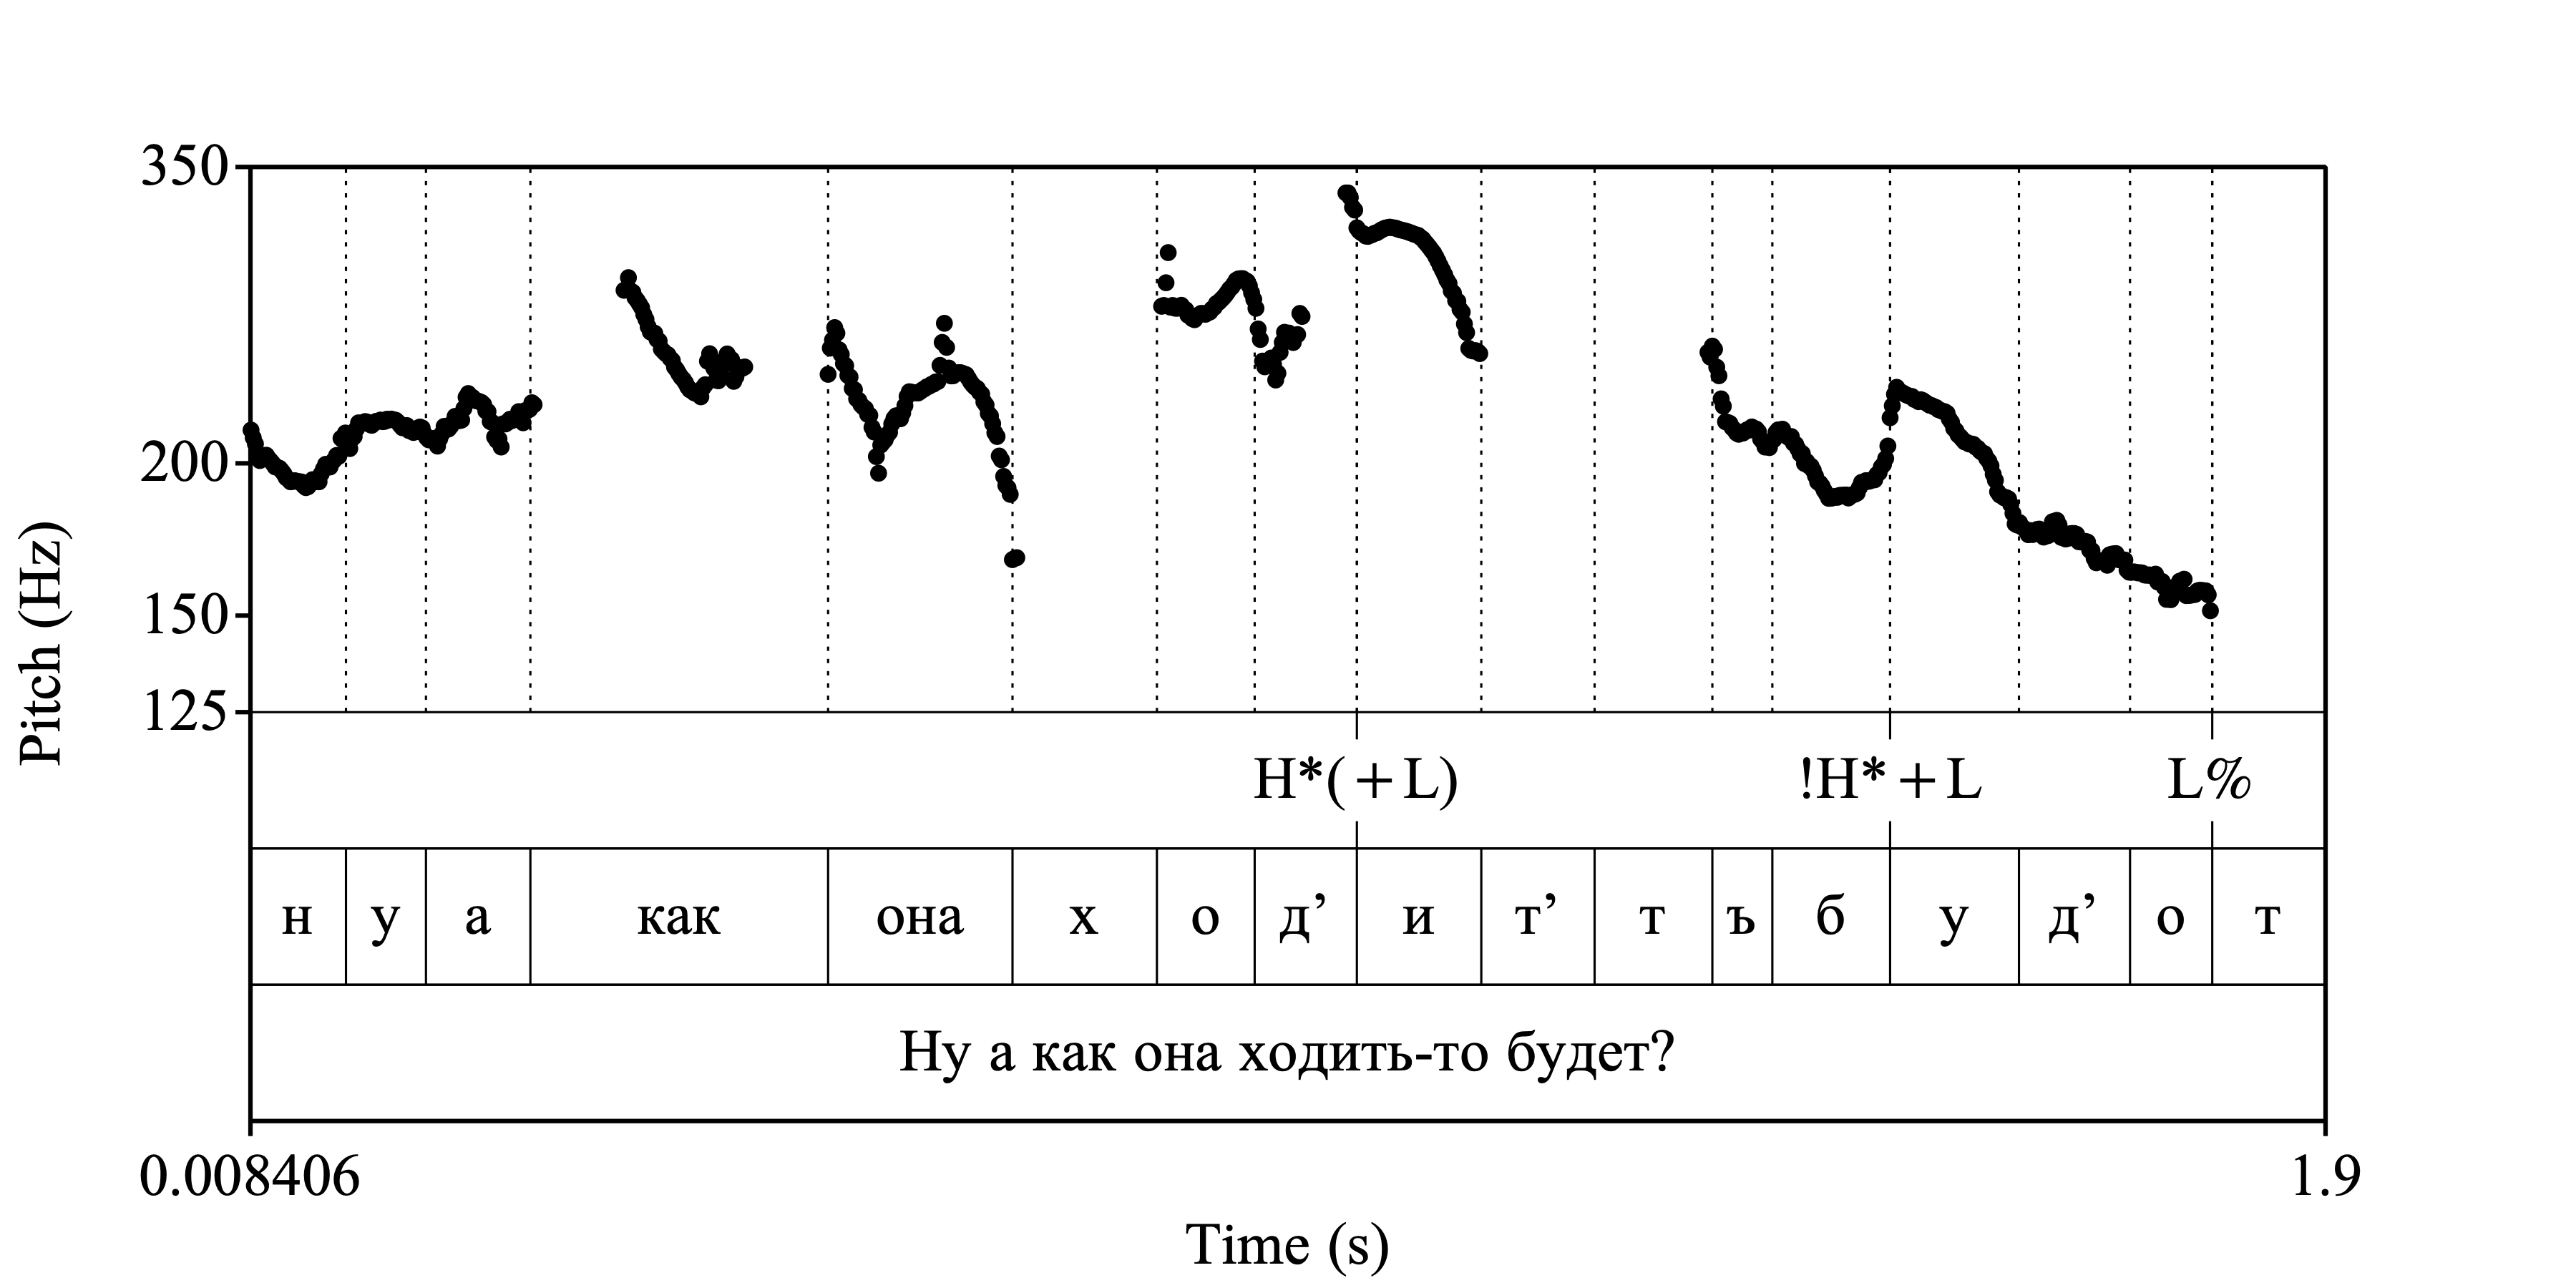 350
200
150
125
Pitch (Hz)
H*(+L) !H*+L L%
н у а как она х о д’ и т’ т ъ б у д’ о т
Ну а как она ходить-то будет?
0.008406 1.9
Time (s)